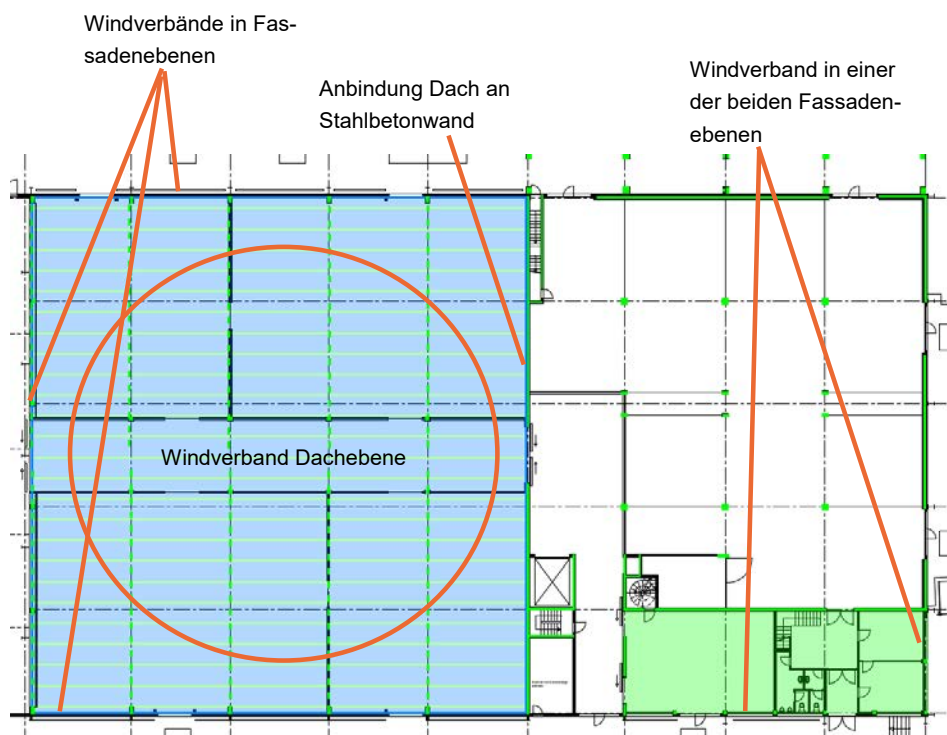 Windverbände in Fas-
sadenebenen
Anbindung Dach an
Stahlbetonwand
Windverband in einer
der beiden Fassaden-
ebenen
Windverband Dachebene